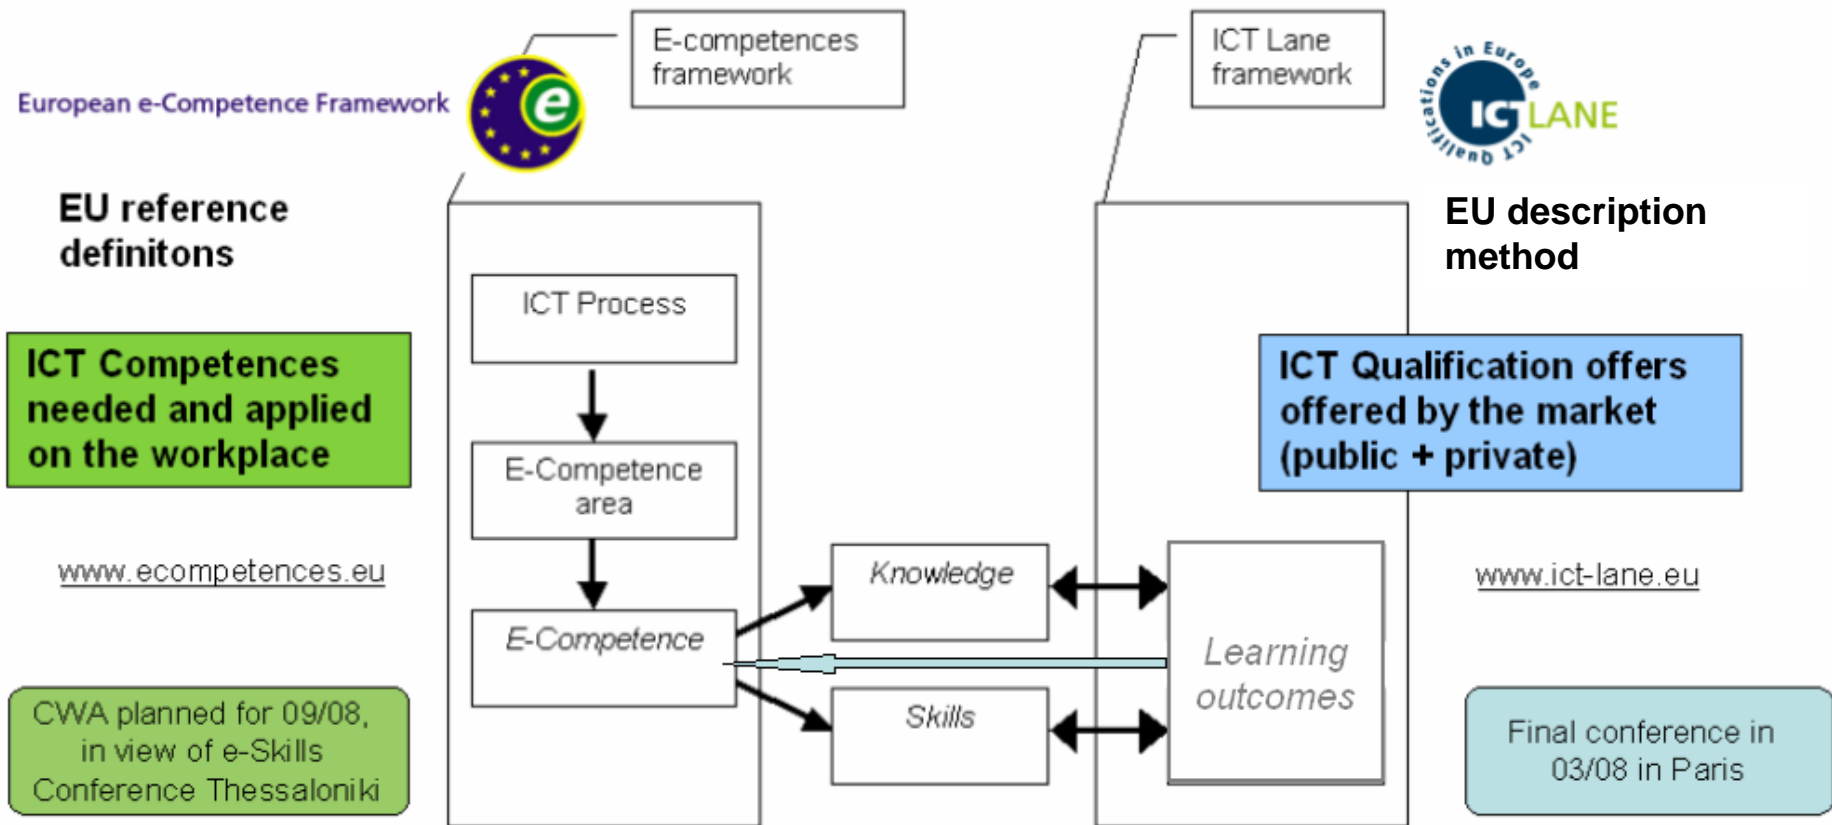 E-competences
framework
ICT Lane
framework
European e-Competence Framework
e
ICT Qualifications in Europe
ICT LANE
EU reference
definitons
EU description
method
ICT Process
ICT Competences
needed and applied
on the workplace
ICT Qualification offers
offered by the market
(public + private)
E-Competence
area
www.ecompetences.eu
Knowledge
www.ict-lane.eu
E-Competence
Learning
outcomes
Skills
CWA planned for 09/08,
in view of e-Skills
Conference Thessaloniki
Final conference in
03/08 in Paris